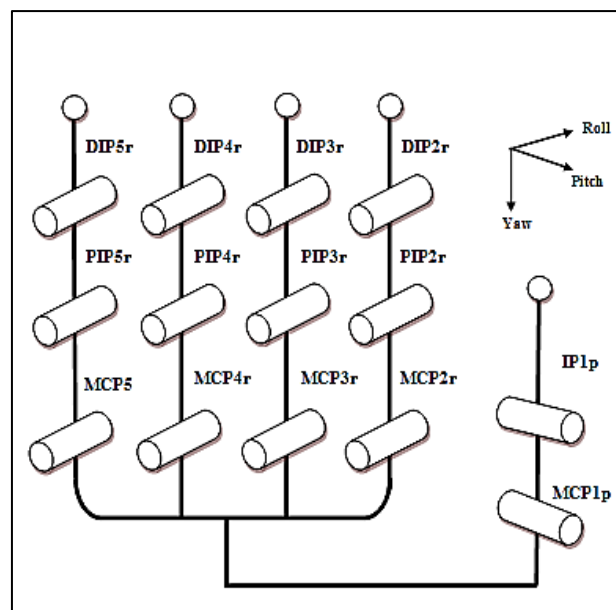 DIP5r DIP4r DIP3r DIP2r
Roll
Pitch
Yaw
PIP5r PIP4r PIP3r PIP2r
IP1p
MCP5 MCP4r MCP3r MCP2r
MCP1p